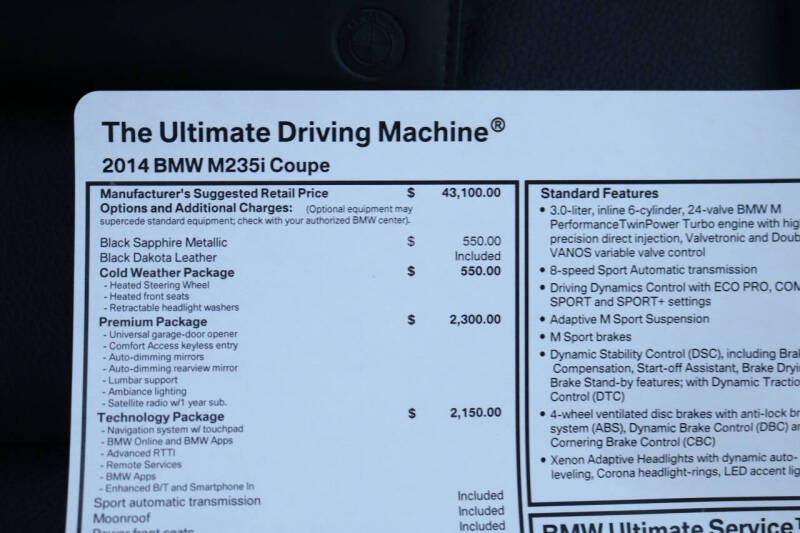 The Ultimate Driving Machine®
2014 BMW M235i Coupe
Manufacturer's Suggested Retail Price $ 43,100.00
Options and Additional Charges: (Optional equipment may
supercede standard equipment; check with your authorized BMW center).
Black Sapphire Metallic $ 550.00
Black Dakota Leather Included
Cold Weather Package $ 550.00
- Heated Steering Wheel
- Heated front seats
- Retractable headlight washers
Premium Package $ 2,300.00
- Universal garage-door opener
- Comfort Access keyless entry
- Auto-dimming mirrors
- Auto-dimming rearview mirror
- Lumbar support
- Ambiance lighting
- Satellite radio w/1 year sub.
Technology Package $ 2,150.00
- Navigation system w/ touchpad
- BMW Online and BMW Apps
- Advanced RTTI
- Remote Services
- BMW Apps
- Enhanced B/T and Smartphone In
Sport automatic transmission Included
Moonroof Included
Power front seats Included
Standard Features
• 3.0-liter, inline 6-cylinder, 24-valve BMW M
PerformanceTwinPower Turbo engine with hig
precision direct injection, Valvetronic and Doub
VANOS variable valve control
• 8-speed Sport Automatic transmission
• Driving Dynamics Control with ECO PRO, COM
SPORT and SPORT+ settings
• Adaptive M Sport Suspension
• M Sport brakes
• Dynamic Stability Control (DSC), including Bra
Compensation, Start-off Assistant, Brake Dryi
Brake Stand-by features; with Dynamic Tractio
Control (DTC)
• 4-wheel ventilated disc brakes with anti-lock br
system (ABS), Dynamic Brake Control (DBC) a
Cornering Brake Control (CBC)
• Xenon Adaptive Headlights with dynamic auto-
leveling, Corona headlight-rings, LED accent lig
BMW Ultimate Service